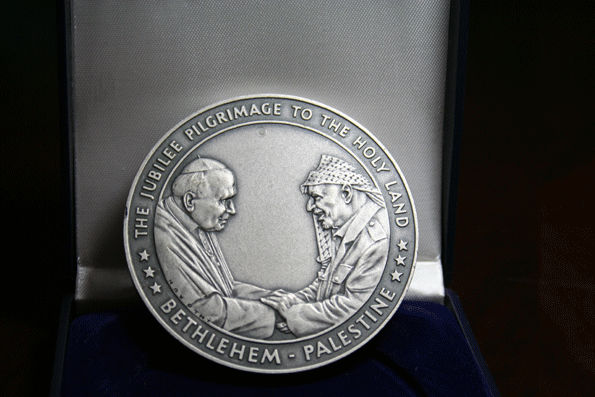 THE JUBILEE PILGRIMAGE TO THE HOLY LAND
BETHLEHEM - PALESTINE